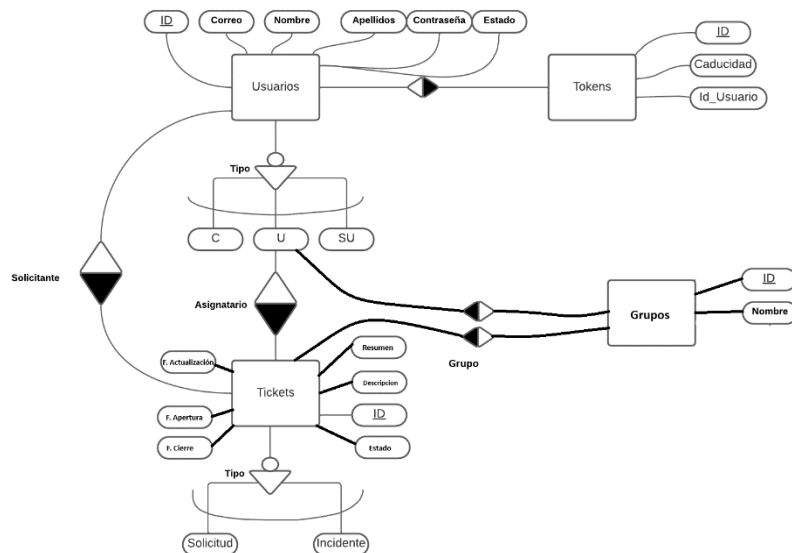 ID
Correo
Nombre
Apellidos
Contraseña
Estado
Usuarios
Tokens
ID
Caducidad
Id_Usuario
Tipo
C
U
SU
Solicitante
Asignatario
Grupos
ID
Nombre
Grupo
F. Actualización
Resumen
Tickets
Descripcion
F. Apertura
ID
F. Cierre
Estado
Tipo
Solicitud
Incidente